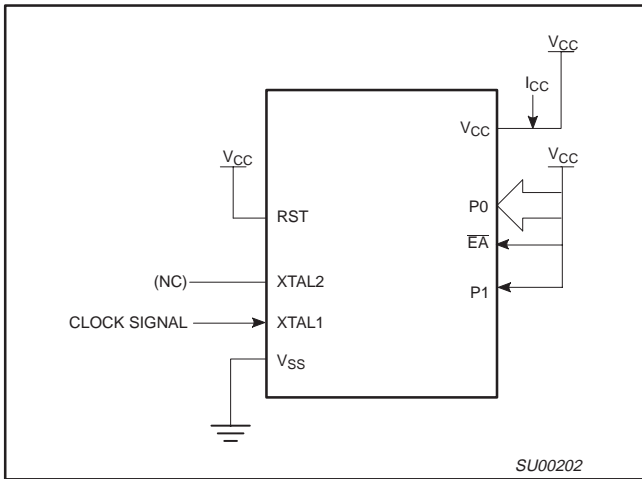 VCC
ICC
VCC
VCC
VCC
RST
P0
EA
(NC)
XTAL2
P1
CLOCK SIGNAL
XTAL1
VSS
SU00202